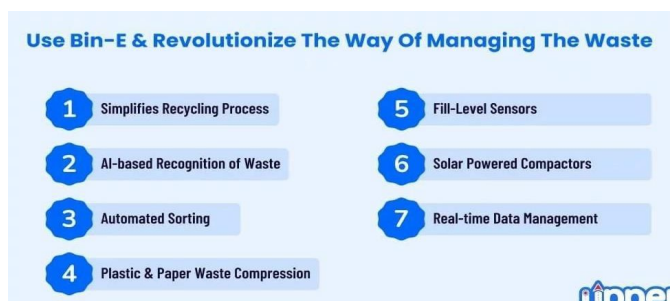 Use Bin-E & Revolutionize The Way Of Managing The Waste
1 Simplifies Recycling Process
2 AI-based Recognition of Waste
3 Automated Sorting
4 Plastic & Paper Waste Compression
5 Fill-Level Sensors
6 Solar Powered Compactors
7 Real-time Data Management